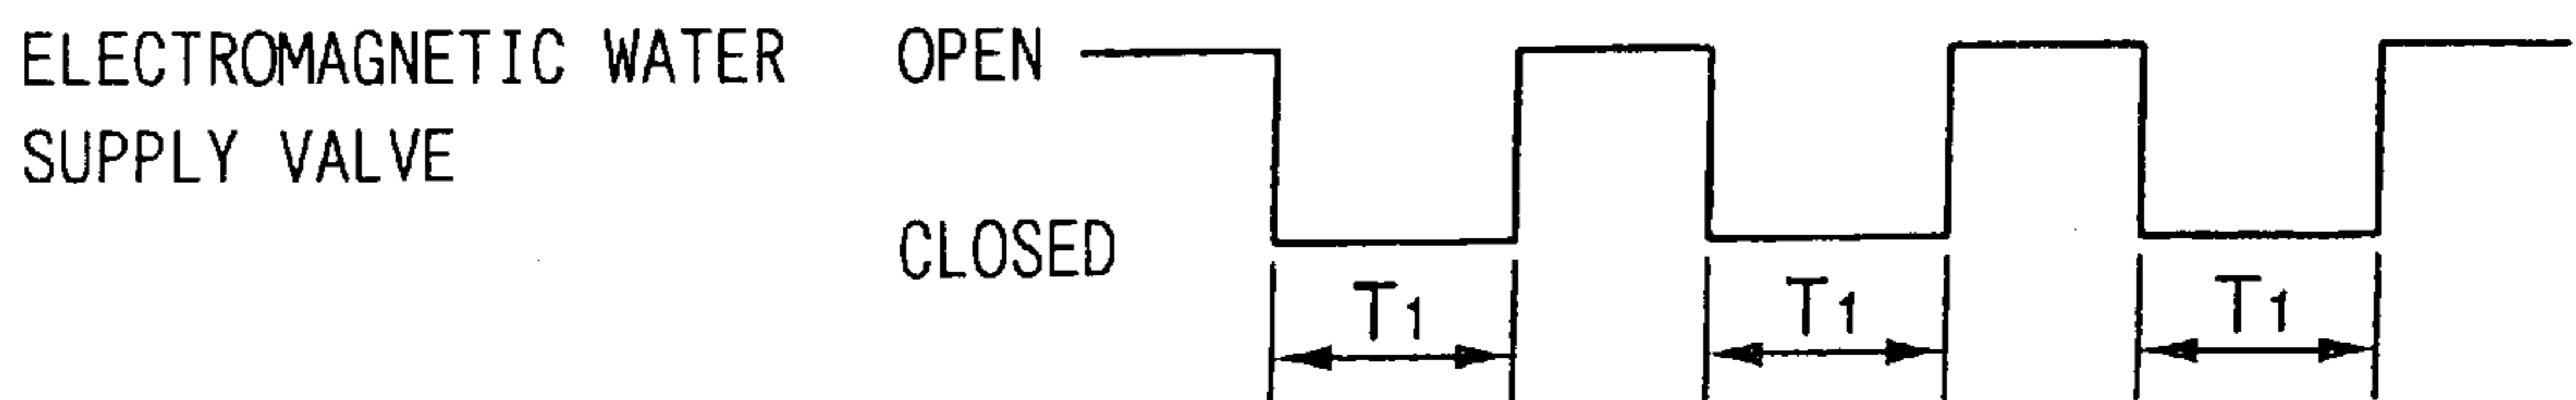 ELECTROMAGNETIC WATER OPEN
SUPPLY VALVE
CLOSED
T1 T1 T1